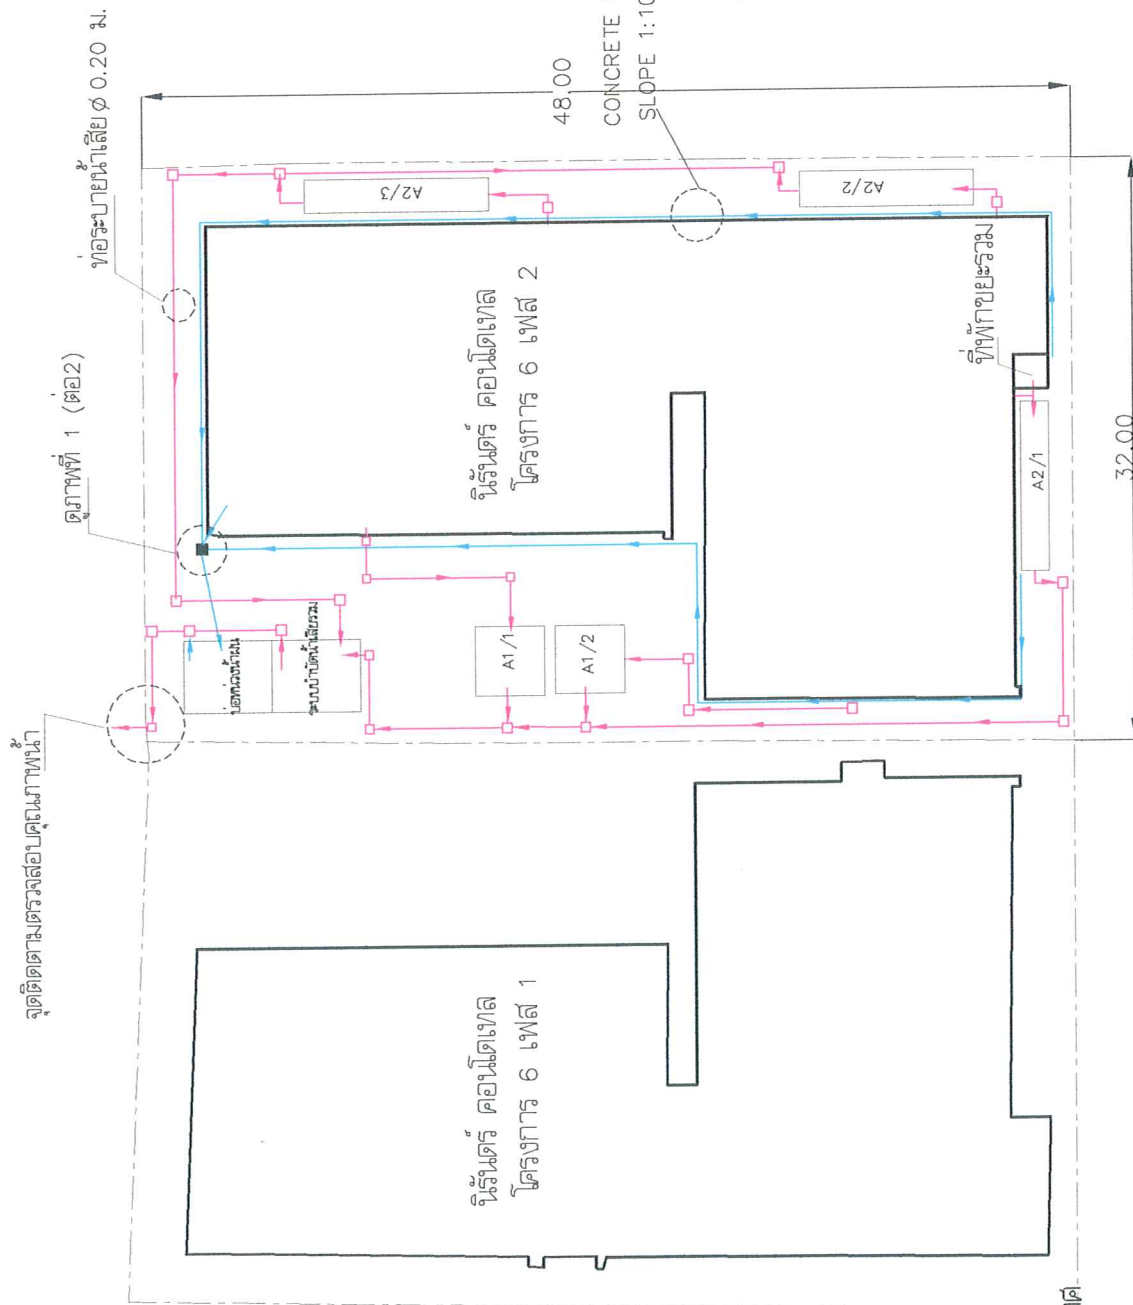 จุดติดตามตรวจสอบคุณภาพน้ำ
ดูภาพที่ 1 (ต่อ2)
ท่อระบายน้ำเสีย ø 0.20 ม.
48.00
CONCRETE
SLOPE 1:10
A2/3
A2/2
นิรันดร์ คอนโดเทล
โครงการ 6 เฟส 2
ที่พักขยะรวม
A2/1
32.00
บ่อหน่วงน้ำฝน
ระบบบำบัดน้ำเสียรวม
A1/1
A1/2
นิรันดร์ คอนโดเทล
โครงการ 6 เฟส 1